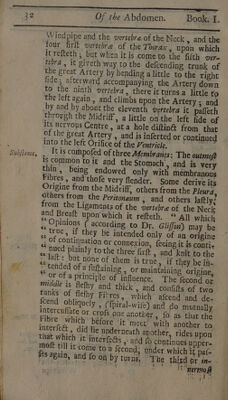 32 Of the Abdomen. Book. I.
Windpipe and the vertebræ of the Neck, and the
four first vertebræ of the Thorax, upon which
it resteth; but when it is come to the fifth ver-
tebra, it giveth way to the descending trunk of
the great Artery by bending a little to the right
side; afterward accompanying the Artery down
to the ninth vertebra, there it turns a little to
the left again, and climbs upon the Artery; and
by and by about the eleventh vertebra it passeth
through the Midriff, a little on the left side of
its nervous Centre, at a hole distinct from that
of the great Artery, and is inserted or continued
into the left Orifice of the Ventricle.
Substance. It is composed of three Membranes: The outmost
is common to it and the Stomach, and is very
thin, being endowed only with membranous
Fibres, and those very slender. Some derive its
Origine from the Midriff, others from the Pleura,
others from the Peritonæum, and others lastly
from the Ligaments of the vertebræ of the Neck
and Breast upon which it resteth. “ All which
“ Opinions (according to Dr. Glisson) may be
“ true, if they be intended only of an origine
“ of continuation or connexion, seeing it is conti-
“ nued plainly to the three first, and knit to the
“ last: but none of them is true, if they be in-
“ tended of a sustaining, or maintaining origine,
“ or of a principle of influence. The second or
middle is fleshy and thick, and consists of two
ranks of fleshy Fibres, which ascend and de-
scend obliquely, (spiral-wise) and do mutually
intercussate or cross one another, so as that the
Fibre which before it meet with another to
intersect, did lie underneath another, rides upon
that which it intersects, and so continues upper-
most till it come to a second, under which it pas-
ses again, and so on by turns. The third or in-
nermost